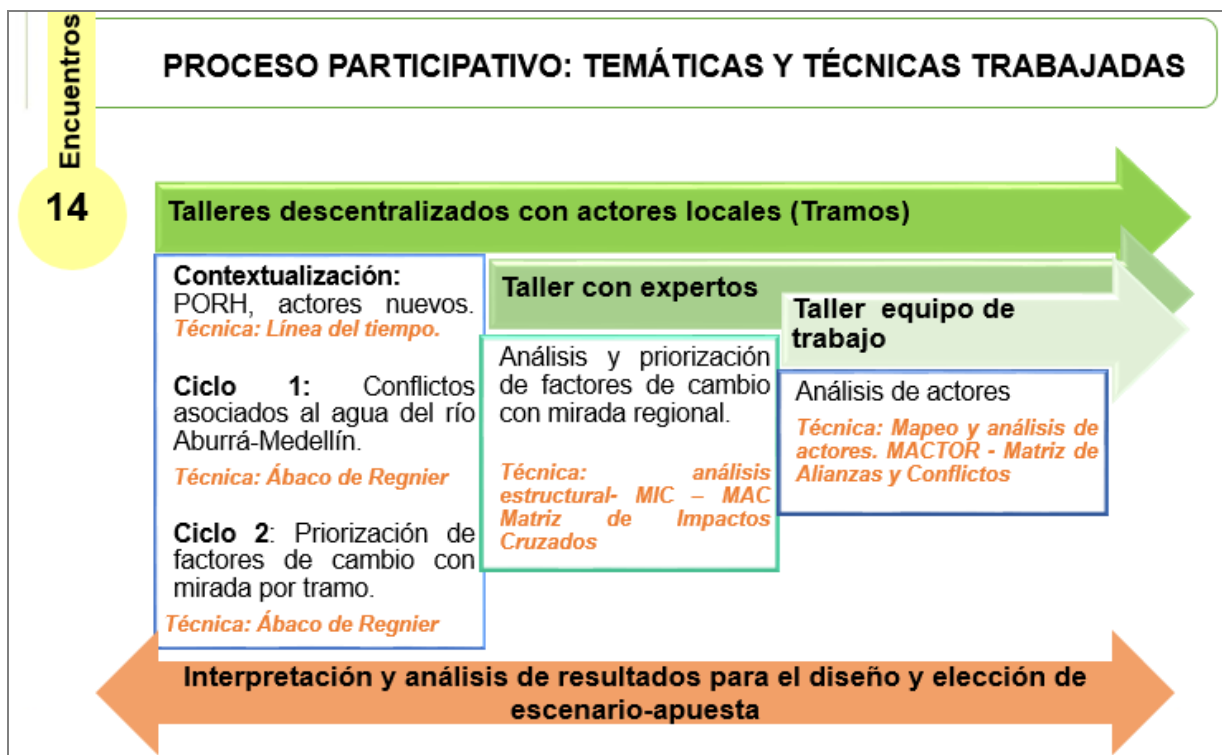 Encuentros
14
PROCESO PARTICIPATIVO: TEMÁTICAS Y TÉCNICAS TRABAJADAS
Talleres descentralizados con actores locales (Tramos)
Contextualización:
PORH, actores nuevos.
Técnica: Línea del tiempo.
Ciclo 1: Conflictos
asociados al agua del río
Aburrá-Medellín.
Técnica: Ábaco de Regnier
Ciclo 2: Priorización de
factores de cambio con
mirada por tramo.
Técnica: Ábaco de Regnier
Taller con expertos
Análisis y priorización
de factores de cambio
con mirada regional.
Técnica: análisis
estructural- MIC – MAC
Matriz de Impactos
Cruzados
Taller equipo de
trabajo
Análisis de actores
Técnica: Mapeo y análisis de
actores. MACTOR - Matriz de
Alianzas y Conflictos
Interpretación y análisis de resultados para el diseño y elección de
escenario-apuesta